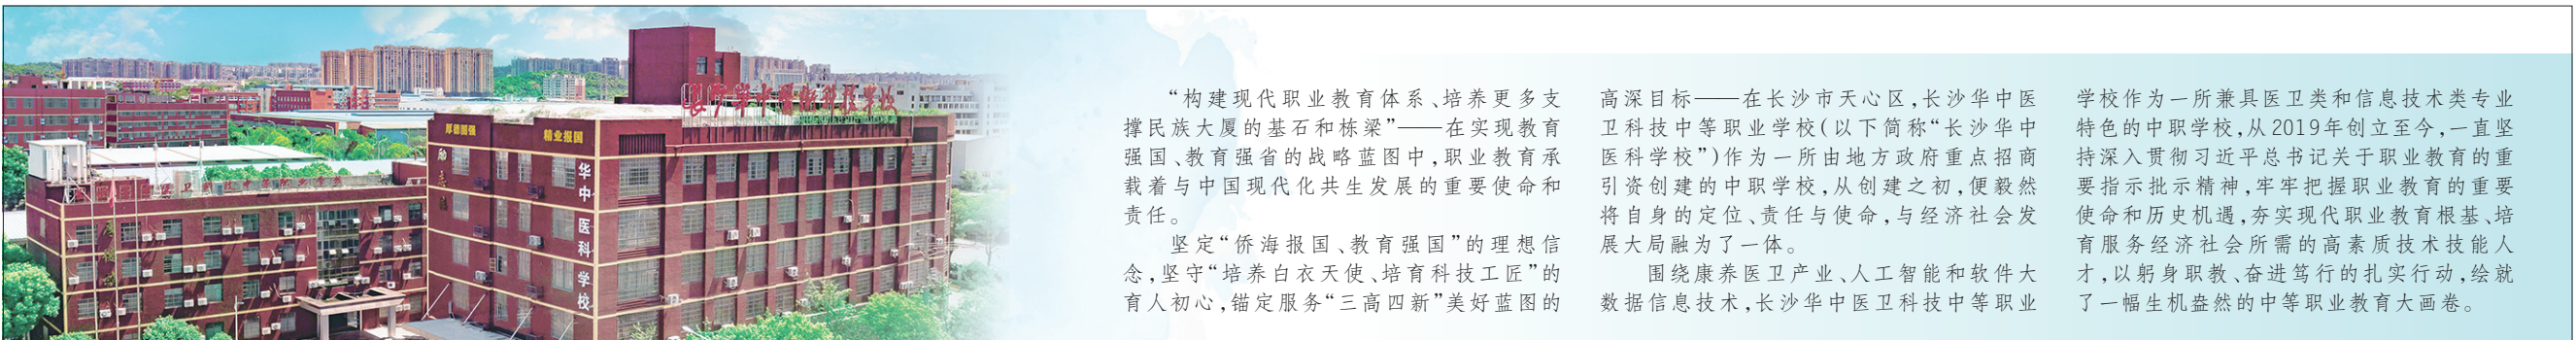 长沙华中医卫科技学校
厚德图强
精业报国
华中医科学校
医卫科技中等职业学校
“构建现代职业教育体系、培养更多支
撑民族大厦的基石和栋梁”——在实现教育
强国、教育强省的战略蓝图中，职业教育承
载着与中国现代化共生发展的重要使命和
责任。
坚定“侨海报国、教育强国”的理想信
念，坚守“培养白衣天使、培育科技工匠”的
育人初心，锚定服务“三高四新”美好蓝图的
高深目标——在长沙市天心区，长沙华中医
卫科技中等职业学校（以下简称“长沙华中
医科学校”）作为一所由地方政府重点招商
引资创建的中职学校，从创建之初，便毅然
将自身的定位、责任与使命，与经济社会发
展大局融为了一体。
围绕康养医卫产业、人工智能和软件大
数据信息技术，长沙华中医卫科技中等职业
学校作为一所兼具医卫类和信息技术类专业
特色的中职学校，从2019年创立至今，一直坚
持深入贯彻习近平总书记关于职业教育的重
要指示批示精神，牢牢把握职业教育的重要
使命和历史机遇，夯实现代职业教育根基、培
育服务经济社会所需的高素质技术技能人
才，以躬身职教、奋进笃行的扎实行动，绘就
了一幅生机盎然的中等职业教育大画卷。